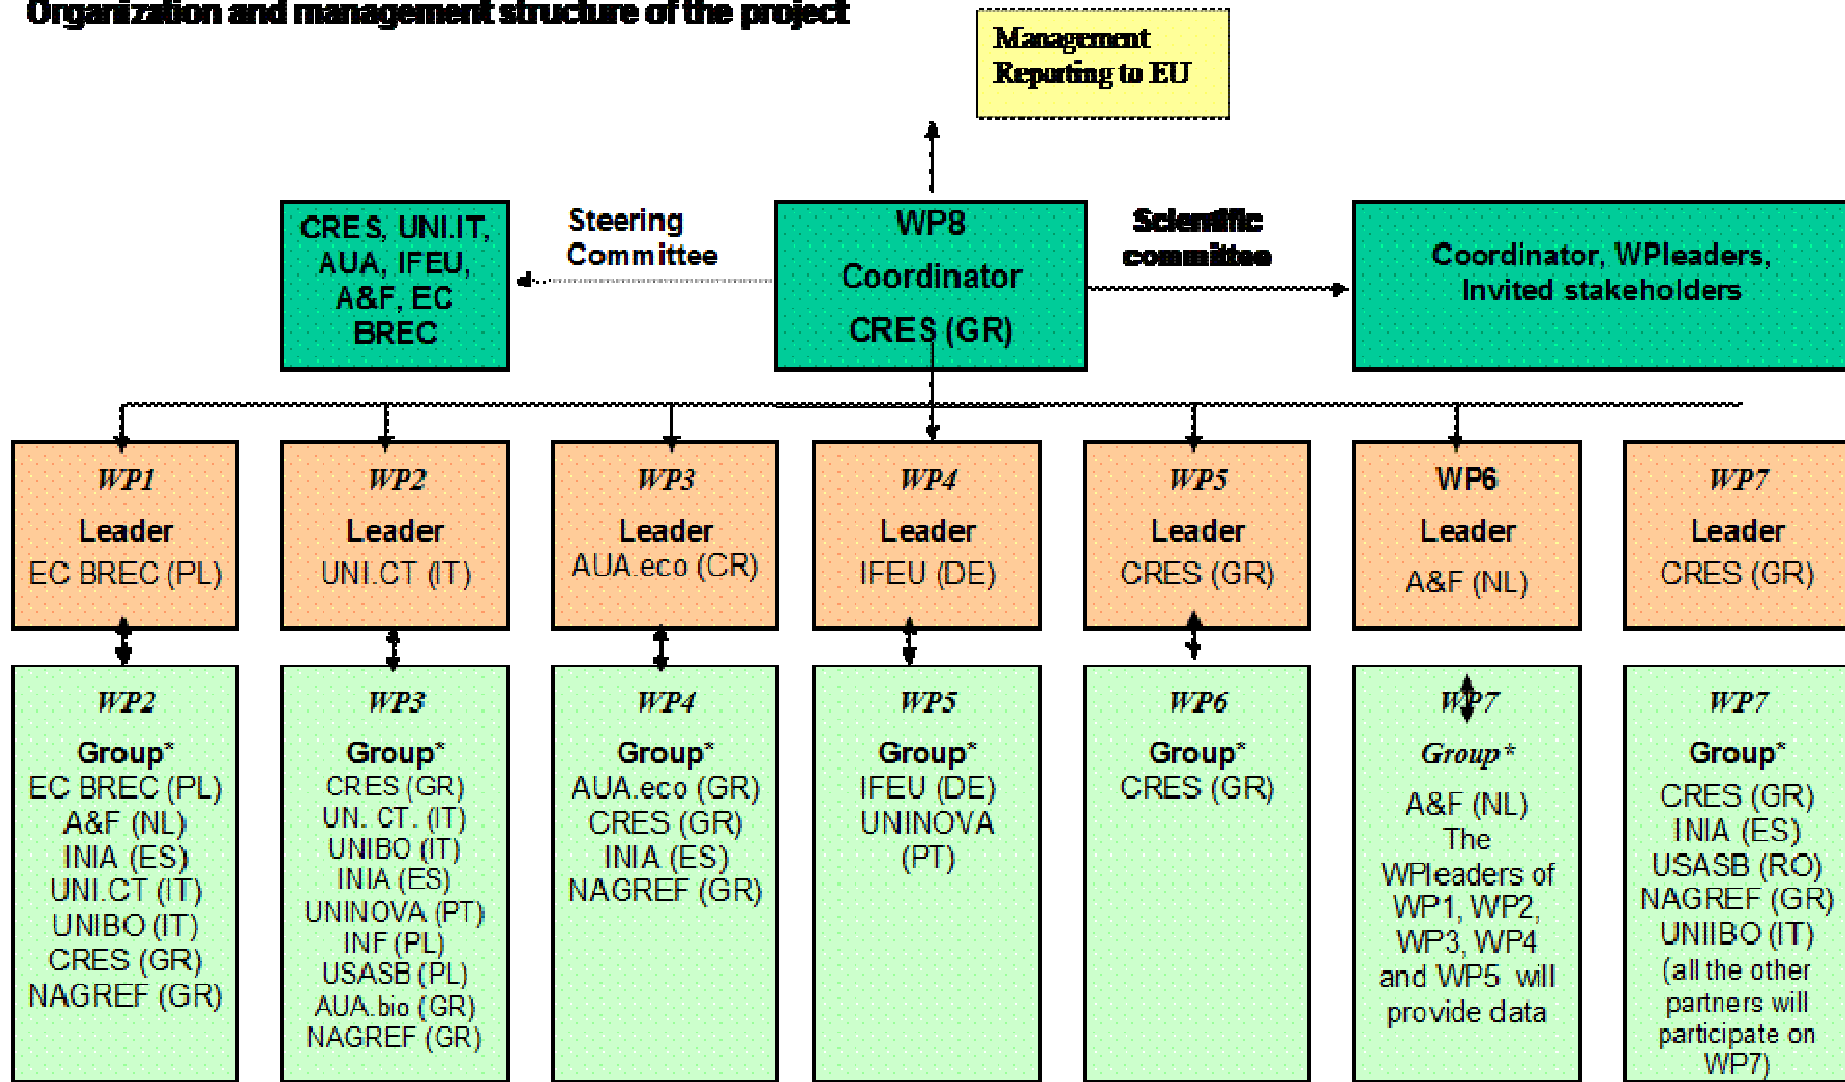 Organization and management structure of the project
Management
Reporting to EU
CRES, UNI.IT,
AUA, IFEU,
A&F, EC
BREC
Steering
Committee
WP8
Coordinator
CRES (GR)
Scientific
committee
Coordinator, WPleaders,
Invited stakeholders
WP1
Leader
EC BREC (PL)
WP2
Leader
UNI.CT (IT)
WP3
Leader
AUA.eco (CR)
WP4
Leader
IFEU (DE)
WP5
Leader
CRES (GR)
WP6
Leader
A&F (NL)
WP7
Leader
CRES (GR)
WP2
Group*
EC BREC (PL)
A&F (NL)
INIA (ES)
UNI.CT (IT)
UNIBO (IT)
CRES (GR)
NAGREF (GR)
WP3
Group*
CRES (GR)
UN. CT. (IT)
UNIBO (IT)
INIA (ES)
UNINOVA (PT)
INF (PL)
USASB (PL)
AUA.bio (GR)
NAGREF (GR)
WP4
Group*
AUA.eco (GR)
CRES (GR)
INIA (ES)
NAGREF (GR)
WP5
Group*
IFEU (DE)
UNINOVA
(PT)
WP6
Group*
CRES (GR)
WP7
Group*
A&F (NL)
The
WPleaders of
WP1, WP2,
WP3, WP4
and WP5 will
provide data
WP7
Group*
CRES (GR)
INIA (ES)
USASB (RO)
NAGREF (GR)
UNIIBO (IT)
(all the other
partners will
participate on
WP7)